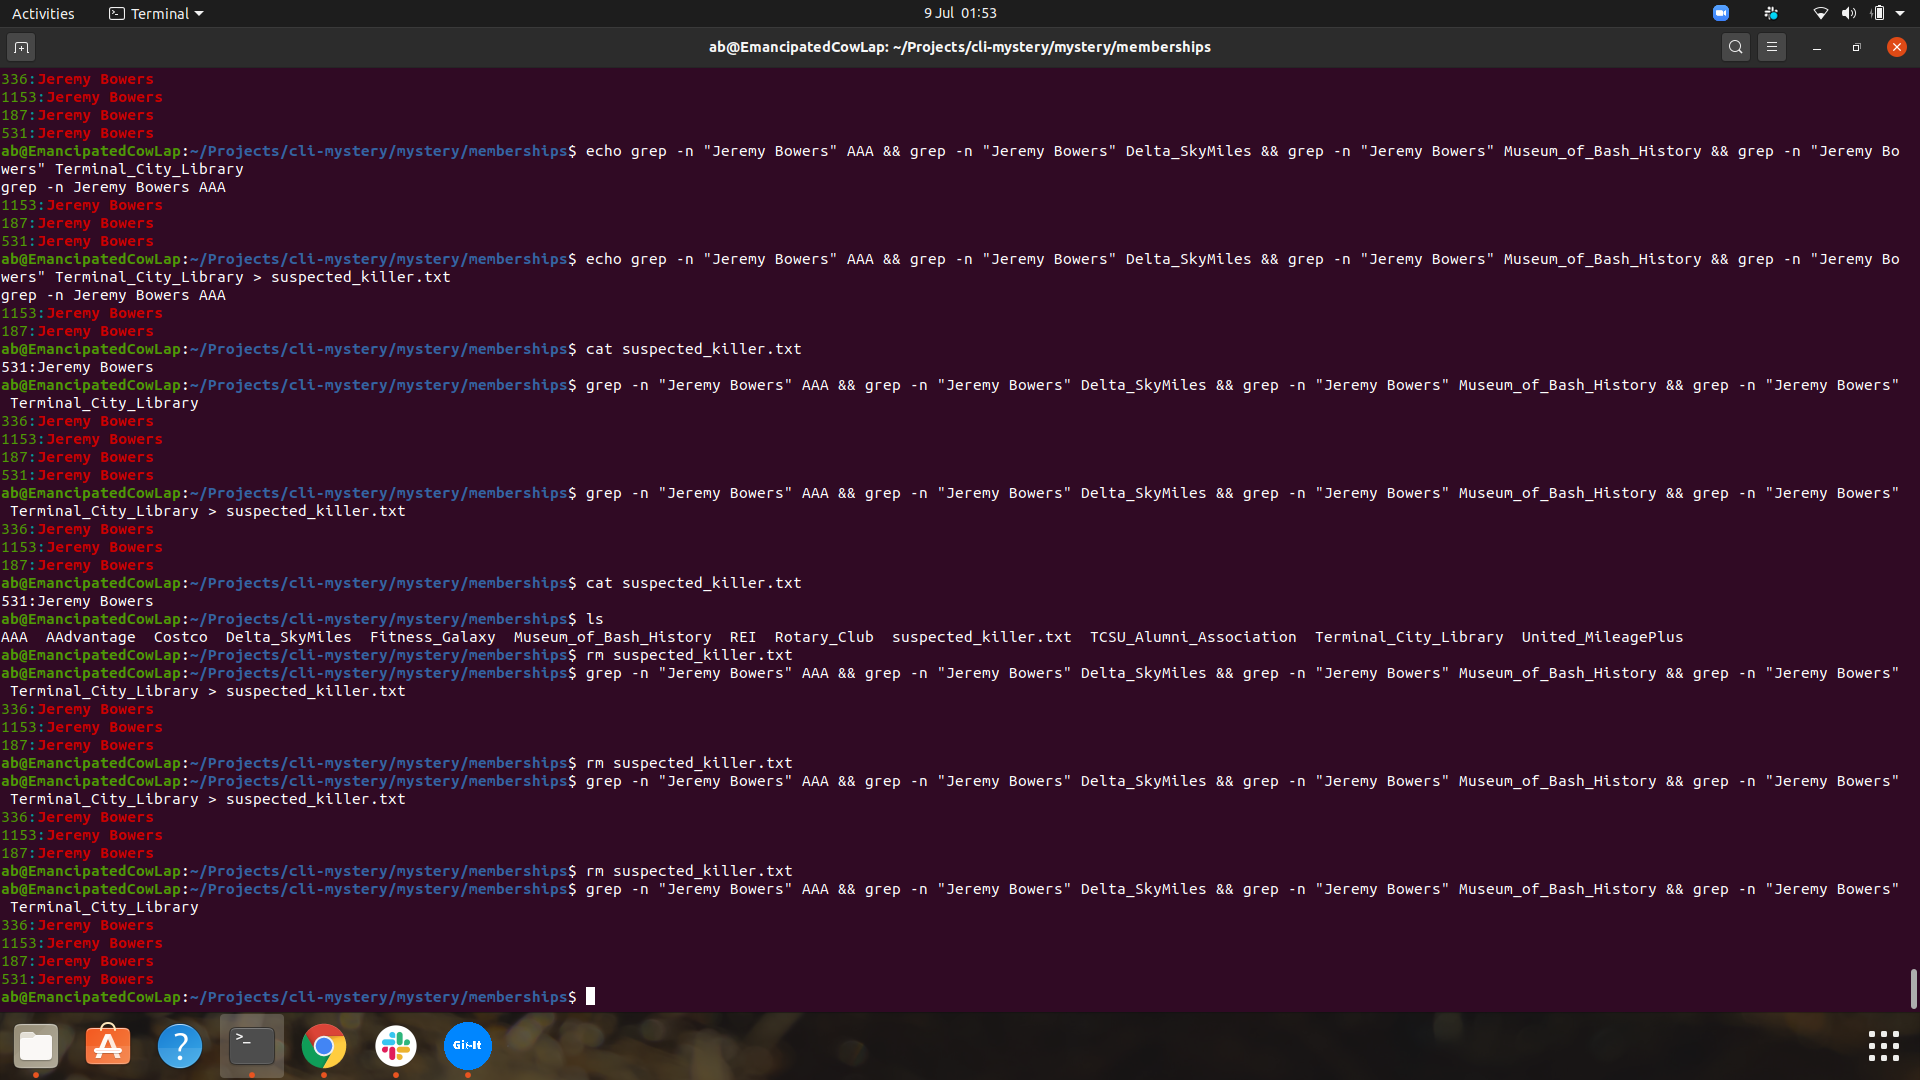 Activities
Terminal
9 Jul 01:53
ab@EmancipatedCowLap: ~/Projects/cli-mystery/mystery/memberships
336:Jeremy Bowers
1153:Jeremy Bowers
187:Jeremy Bowers
531:Jeremy Bowers
ab@EmancipatedCowLap:~/Projects/cli-mystery/mystery/memberships$ echo grep -n "Jeremy Bowers" AAA && grep -n "Jeremy Bowers" Delta_SkyMiles && grep -n "Jeremy Bowers" Museum_of_Bash_History && grep -n "Jeremy Bo
wers" Terminal_City_Library
grep -n Jeremy Bowers AAA
1153:Jeremy Bowers
187:Jeremy Bowers
531:Jeremy Bowers
ab@EmancipatedCowLap:~/Projects/cli-mystery/mystery/memberships$ echo grep -n "Jeremy Bowers" AAA && grep -n "Jeremy Bowers" Delta_SkyMiles && grep -n "Jeremy Bowers" Museum_of_Bash_History && grep -n "Jeremy Bo
wers" Terminal_City_Library > suspected_killer.txt
grep -n Jeremy Bowers AAA
1153:Jeremy Bowers
187:Jeremy Bowers
ab@EmancipatedCowLap:~/Projects/cli-mystery/mystery/memberships$ cat suspected_killer.txt
531:Jeremy Bowers
ab@EmancipatedCowLap:~/Projects/cli-mystery/mystery/memberships$ grep -n "Jeremy Bowers" AAA && grep -n "Jeremy Bowers" Delta_SkyMiles && grep -n "Jeremy Bowers" Museum_of_Bash_History && grep -n "Jeremy Bowers"
 Terminal_City_Library
336:Jeremy Bowers
1153:Jeremy Bowers
187:Jeremy Bowers
531:Jeremy Bowers
ab@EmancipatedCowLap:~/Projects/cli-mystery/mystery/memberships$ grep -n "Jeremy Bowers" AAA && grep -n "Jeremy Bowers" Delta_SkyMiles && grep -n "Jeremy Bowers" Museum_of_Bash_History && grep -n "Jeremy Bowers"
 Terminal_City_Library > suspected_killer.txt
336:Jeremy Bowers
1153:Jeremy Bowers
187:Jeremy Bowers
ab@EmancipatedCowLap:~/Projects/cli-mystery/mystery/memberships$ cat suspected_killer.txt
531:Jeremy Bowers
ab@EmancipatedCowLap:~/Projects/cli-mystery/mystery/memberships$ ls
AAA  AAdvantage  Costco  Delta_SkyMiles  Fitness_Galaxy  Museum_of_Bash_History  REI  Rotary_Club  suspected_killer.txt  TCSU_Alumni_Association  Terminal_City_Library  United_MileagePlus
ab@EmancipatedCowLap:~/Projects/cli-mystery/mystery/memberships$ rm suspected_killer.txt
ab@EmancipatedCowLap:~/Projects/cli-mystery/mystery/memberships$ grep -n "Jeremy Bowers" AAA && grep -n "Jeremy Bowers" Delta_SkyMiles && grep -n "Jeremy Bowers" Museum_of_Bash_History && grep -n "Jeremy Bowers"
 Terminal_City_Library > suspected_killer.txt
336:Jeremy Bowers
1153:Jeremy Bowers
187:Jeremy Bowers
ab@EmancipatedCowLap:~/Projects/cli-mystery/mystery/memberships$ rm suspected_killer.txt
ab@EmancipatedCowLap:~/Projects/cli-mystery/mystery/memberships$ grep -n "Jeremy Bowers" AAA && grep -n "Jeremy Bowers" Delta_SkyMiles && grep -n "Jeremy Bowers" Museum_of_Bash_History && grep -n "Jeremy Bowers"
 Terminal_City_Library > suspected_killer.txt
336:Jeremy Bowers
1153:Jeremy Bowers
187:Jeremy Bowers
ab@EmancipatedCowLap:~/Projects/cli-mystery/mystery/memberships$ rm suspected_killer.txt
ab@EmancipatedCowLap:~/Projects/cli-mystery/mystery/memberships$ grep -n "Jeremy Bowers" AAA && grep -n "Jeremy Bowers" Delta_SkyMiles && grep -n "Jeremy Bowers" Museum_of_Bash_History && grep -n "Jeremy Bowers"
 Terminal_City_Library
336:Jeremy Bowers
1153:Jeremy Bowers
187:Jeremy Bowers
531:Jeremy Bowers
ab@EmancipatedCowLap:~/Projects/cli-mystery/mystery/memberships$
Git-It